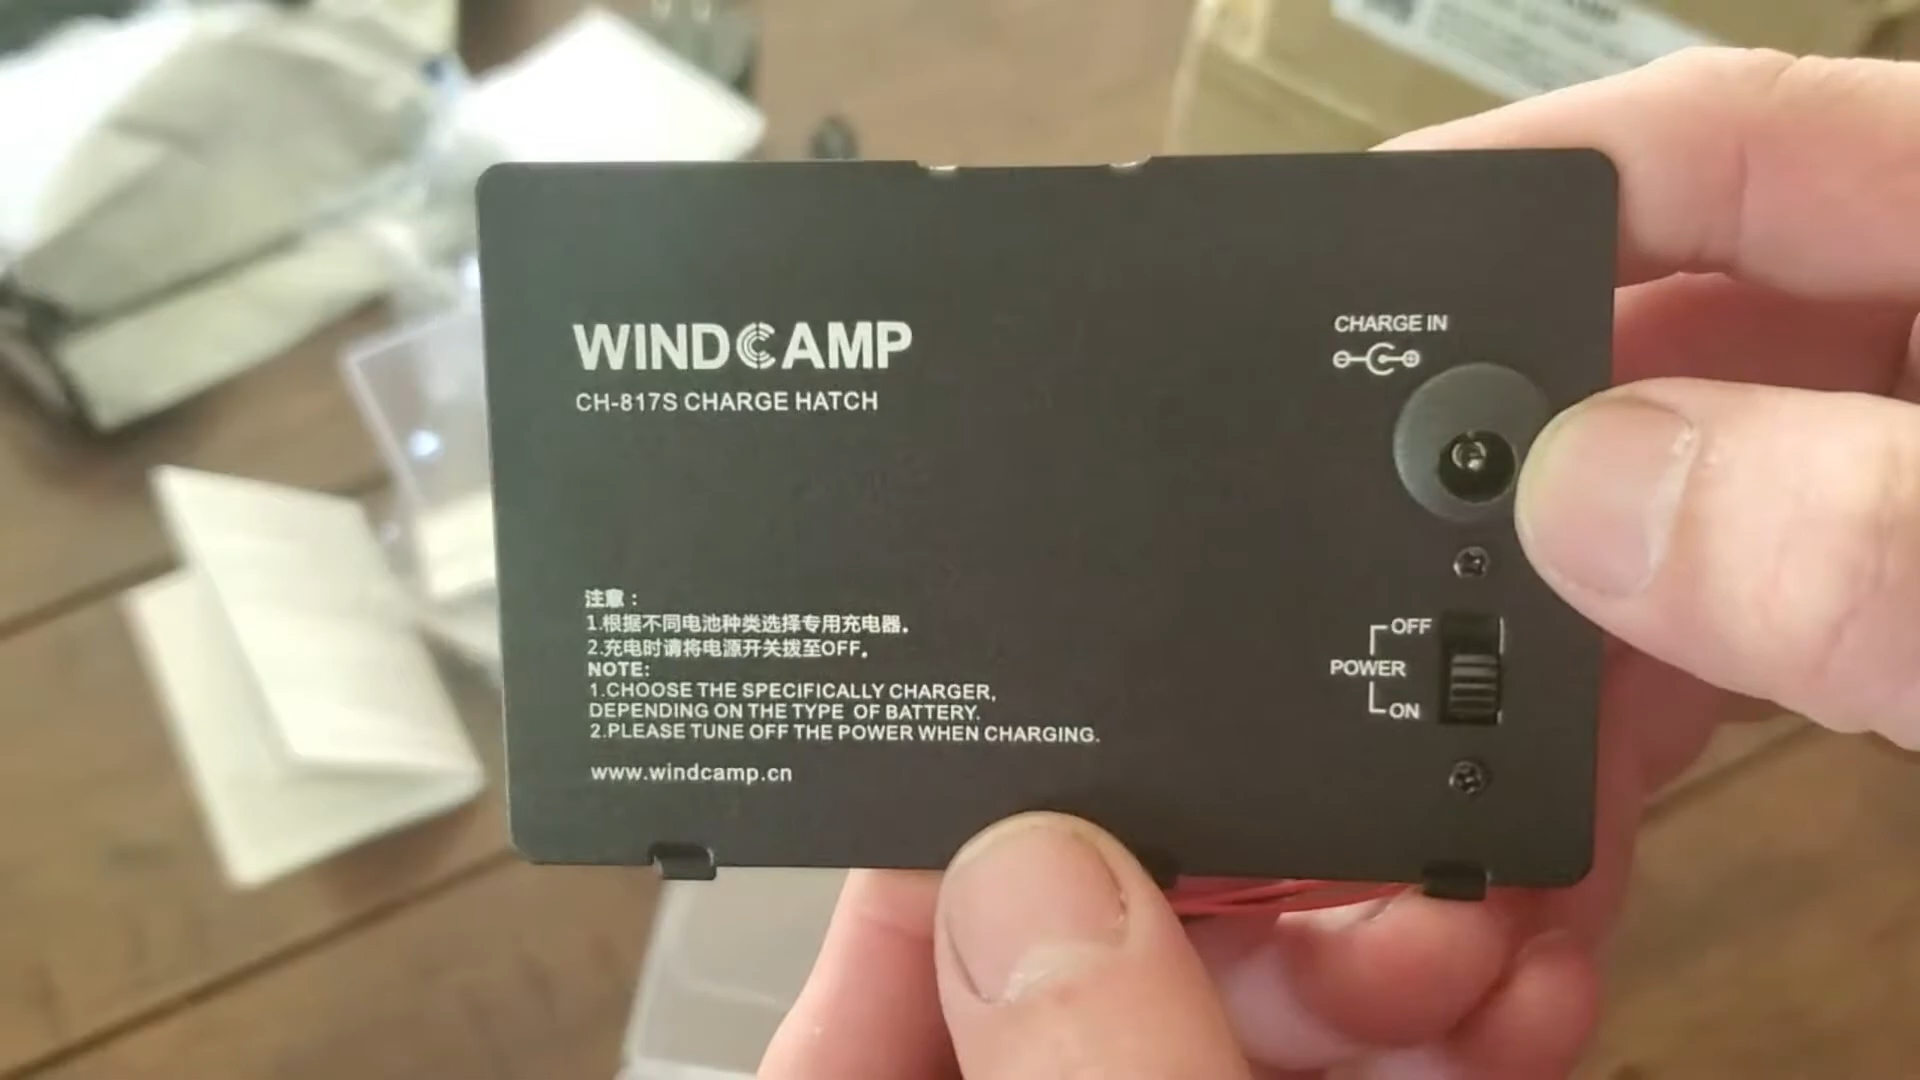 WINDCAMP
CH-817S CHARGE HATCH
CHARGE IN
注意：
1.根据不同电池种类选择专用充电器。
2.充电时请将电源开关拨至OFF。
NOTE:
1.CHOOSE THE SPECIFICALLY CHARGER,
DEPENDING ON THE TYPE OF BATTERY.
2.PLEASE TUNE OFF THE POWER WHEN CHARGING.
www.windcamp.cn
OFF
POWER
ON